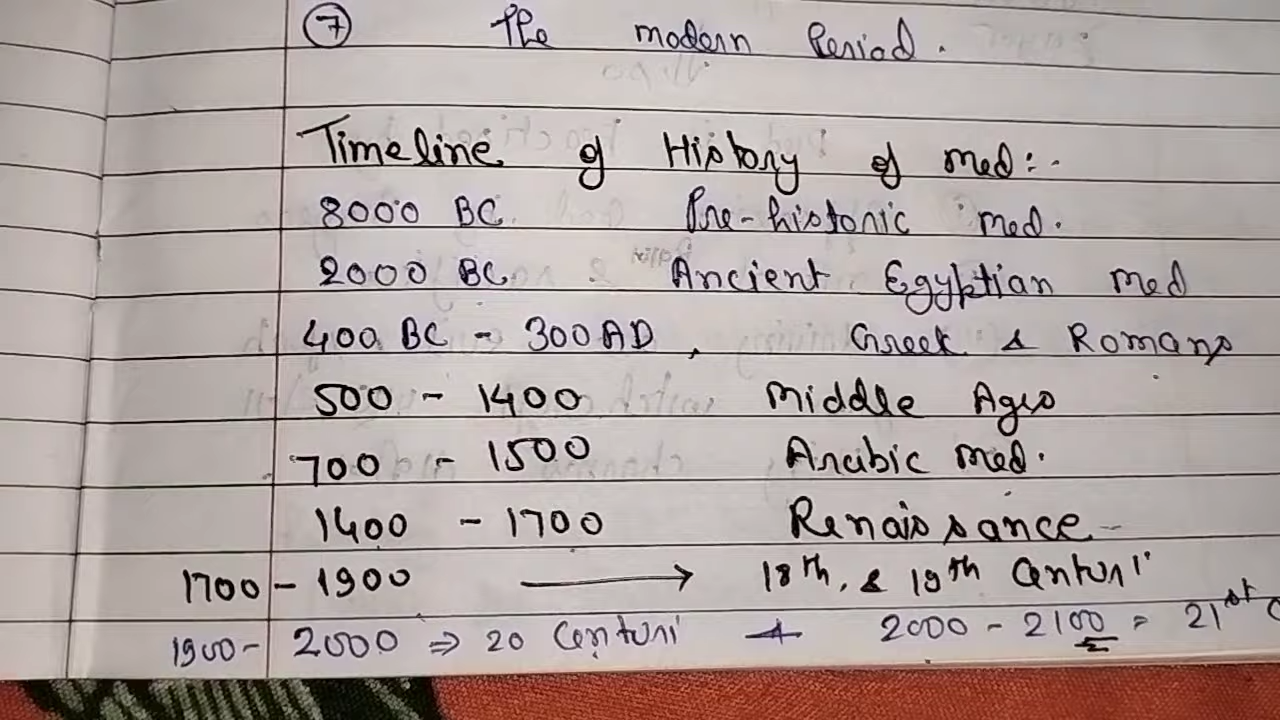 ⑦ The modern Period.
Timeline of History of med:-
8000 BC. Pre-historic med.
2000 BC. Ancient Egyptian med
400 BC - 300 AD, Greek & Romans
500 - 1400 Middle Ages
700 - 1500 Arabic med.
1400 - 1700 Renaissance -
1700 - 1900 → 18th, & 19th Centuri
1900 - 2000 ⇒ 20 Centuri & 2000 - 2100 = 21st C